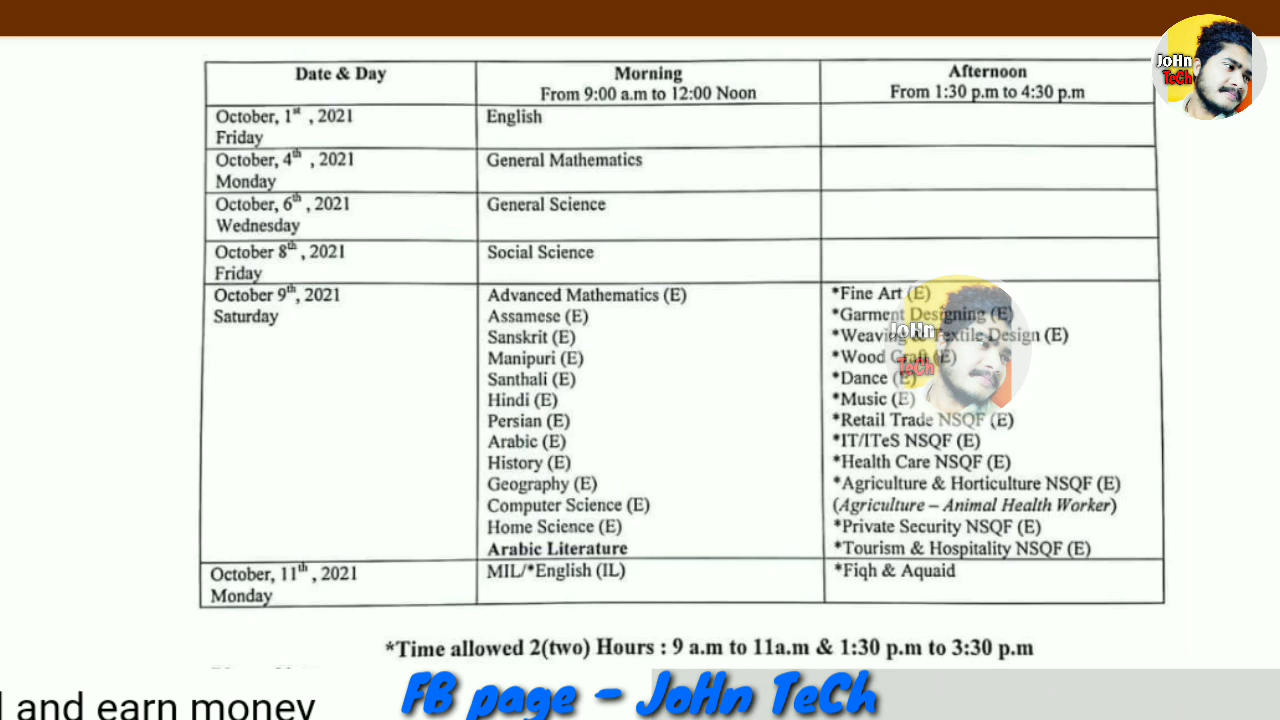 Date & Day
Morning
From 9:00 a.m to 12:00 Noon
Afternoon
From 1:30 p.m to 4:30 p.m
October, 1st , 2021
Friday
English
October, 4th , 2021
Monday
General Mathematics
October, 6th , 2021
Wednesday
General Science
October 8th , 2021
Friday
Social Science
October 9th, 2021
Saturday
Advanced Mathematics (E)
Assamese (E)
Sanskrit (E)
Manipuri (E)
Santhali (E)
Hindi (E)
Persian (E)
Arabic (E)
History (E)
Geography (E)
Computer Science (E)
Home Science (E)
Arabic Literature
*Fine Art (E)
*Garment Designing (E)
*Weaving & Textile Design (E)
*Wood Craft (E)
*Dance (E)
*Music (E)
*Retail Trade NSQF (E)
*IT/ITeS NSQF (E)
*Health Care NSQF (E)
*Agriculture & Horticulture NSQF (E)
(Agriculture – Animal Health Worker)
*Private Security NSQF (E)
*Tourism & Hospitality NSQF (E)
October, 11th , 2021
Monday
MIL/*English (IL)
*Fiqh & Aquaid
*Time allowed 2(two) Hours : 9 a.m to 11a.m & 1:30 p.m to 3:30 p.m
and earn money
FB page - JoHn TeCh
JoHn
TeCh
JoHn
TeCh